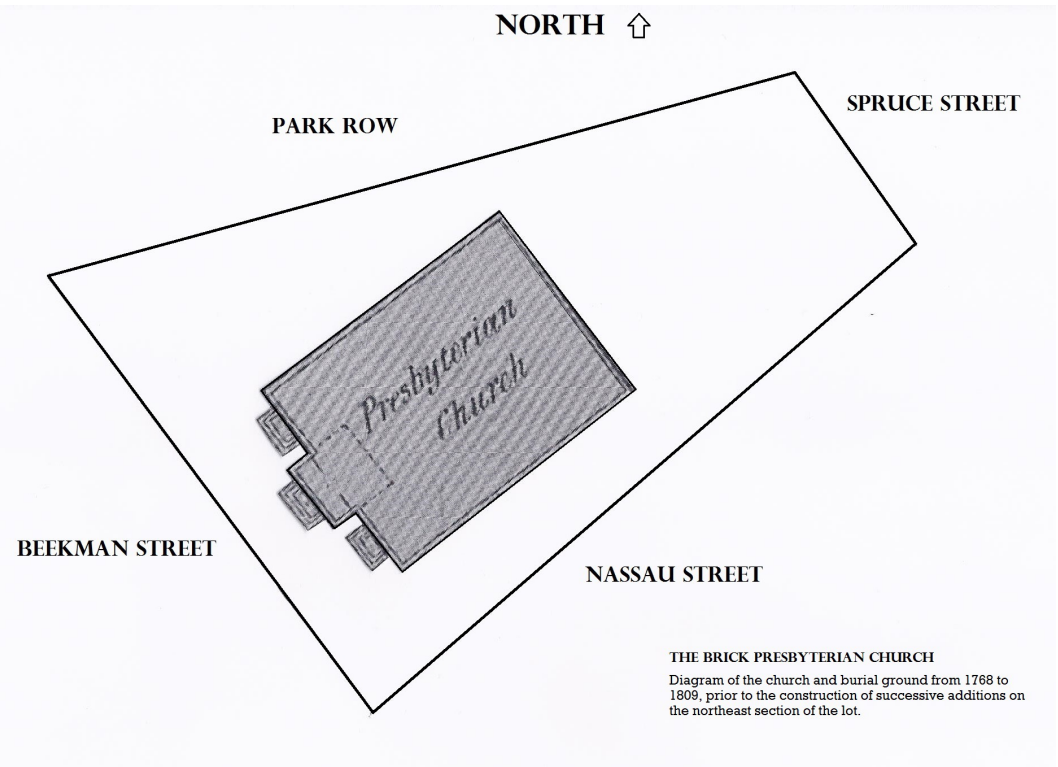 NORTH
PARK ROW
SPRUCE STREET
Presbyterian
Church
BEEKMAN STREET
NASSAU STREET
THE BRICK PRESBYTERIAN CHURCH
Diagram of the church and burial ground from 1768 to
1809, prior to the construction of successive additions on
the northeast section of the lot.